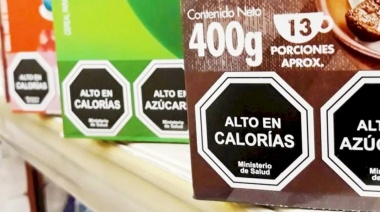 Contenido Neto
400g
13
PORCIONES
APROX.
ALTO EN
CALORÍAS
ALTO EN
CALORÍAS
Ministerio
de Salud
ALTO EN
AZÚCAR
Ministerio
de Salud
ALTO EN
CALORÍAS
Ministerio
de Salud
ALT
AZÚ